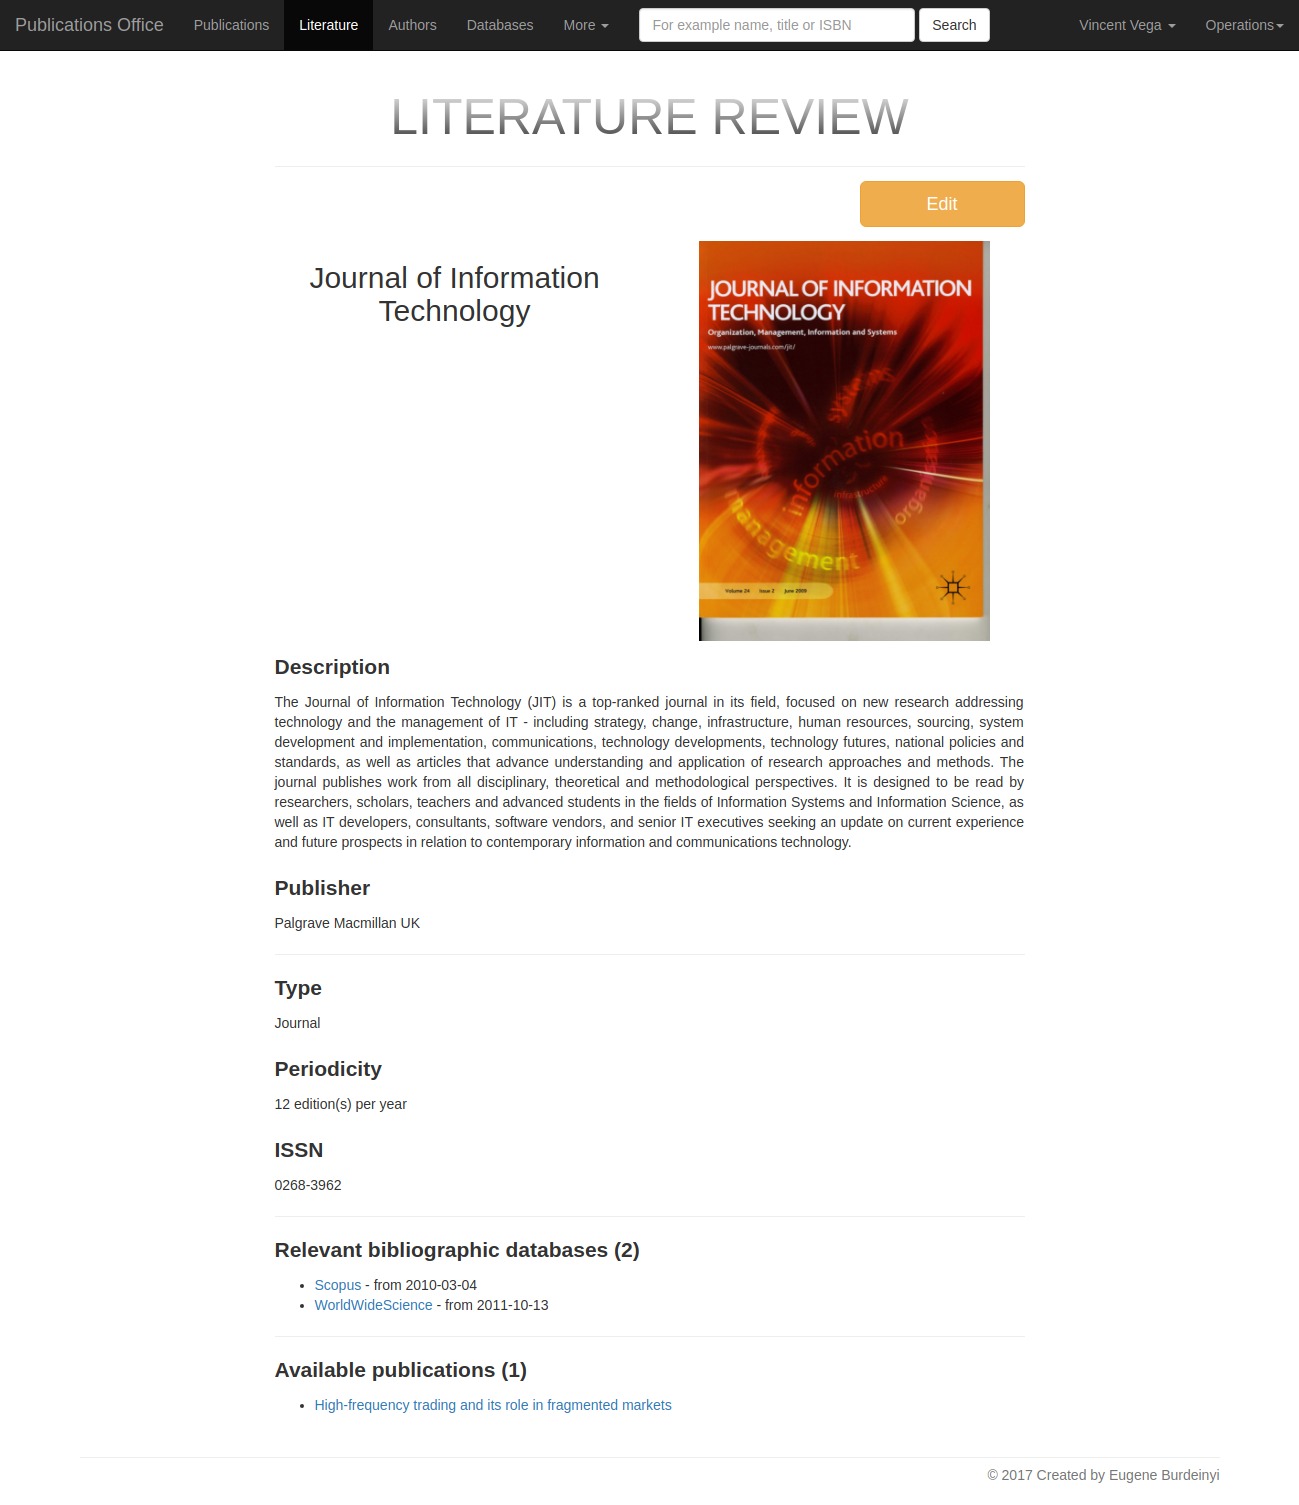 Publications Office Publications Literature Authors Databases More For example name, title or ISBN Search Vincent Vega Operations
LITERATURE REVIEW
Edit
Journal of Information
Technology
JOURNAL OF INFORMATION
TECHNOLOGY
Organization, Management, Information and Systems
www.palgrave-journals.com/jit/
systems
information
infrastructure
management
Volume 24 Issue 2 June 2009
Description
The Journal of Information Technology (JIT) is a top-ranked journal in its field, focused on new research addressing
technology and the management of IT - including strategy, change, infrastructure, human resources, sourcing, system
development and implementation, communications, technology developments, technology futures, national policies and
standards, as well as articles that advance understanding and application of research approaches and methods. The
journal publishes work from all disciplinary, theoretical and methodological perspectives. It is designed to be read by
researchers, scholars, teachers and advanced students in the fields of Information Systems and Information Science, as
well as IT developers, consultants, software vendors, and senior IT executives seeking an update on current experience
and future prospects in relation to contemporary information and communications technology.
Publisher
Palgrave Macmillan UK
Type
Journal
Periodicity
12 edition(s) per year
ISSN
0268-3962
Relevant bibliographic databases (2)
• Scopus - from 2010-03-04
• WorldWideScience - from 2011-10-13
Available publications (1)
• High-frequency trading and its role in fragmented markets
© 2017 Created by Eugene Burdeinyi